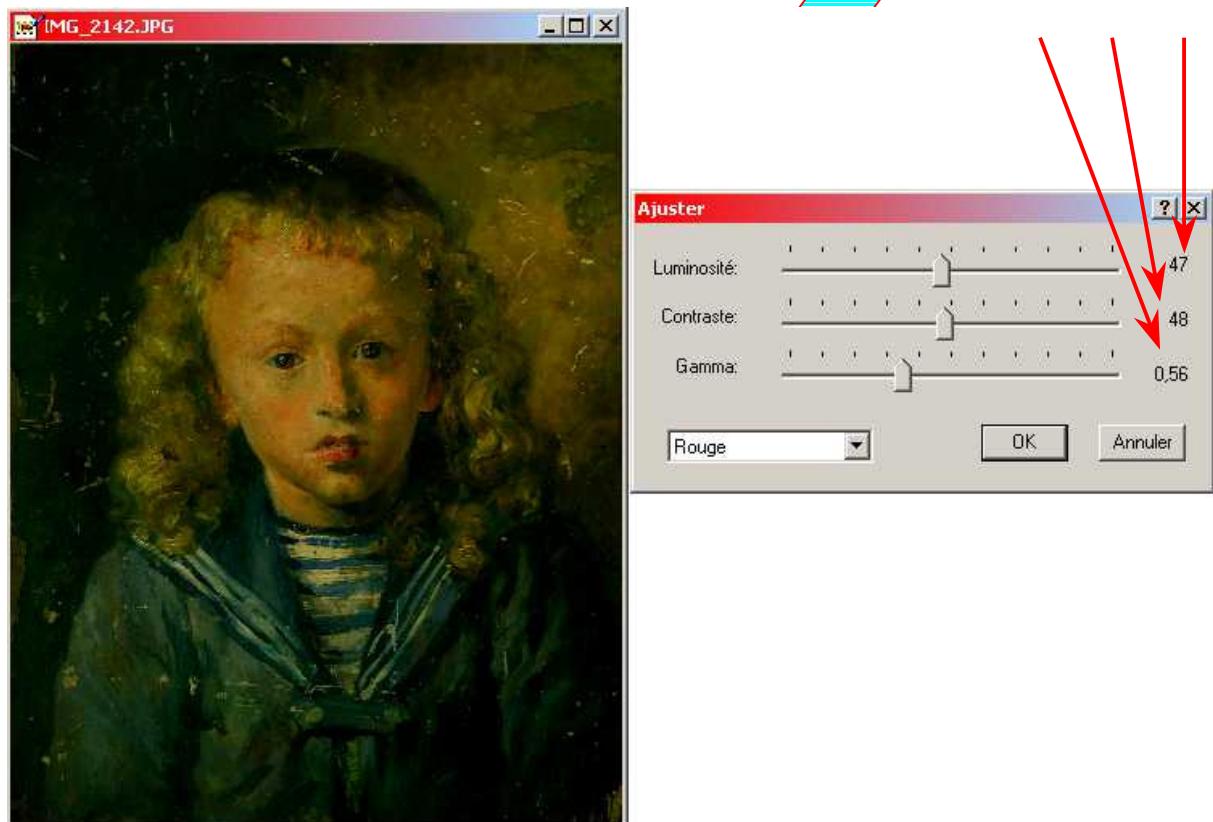 IMG_2142.JPG
Ajuster
Luminosité: 47
Contraste: 48
Gamma: 0,56
Rouge OK Annuler